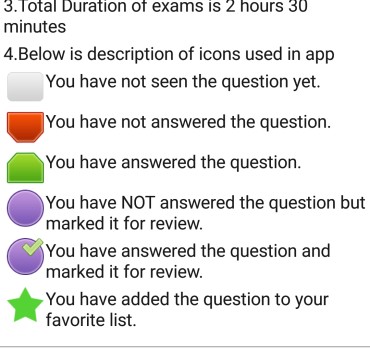 3.Total Duration of exams is 2 hours 30
minutes
4.Below is description of icons used in app
You have not seen the question yet.
You have not answered the question.
You have answered the question.
You have NOT answered the question but
marked it for review.
You have answered the question and
marked it for review.
You have added the question to your
favorite list.